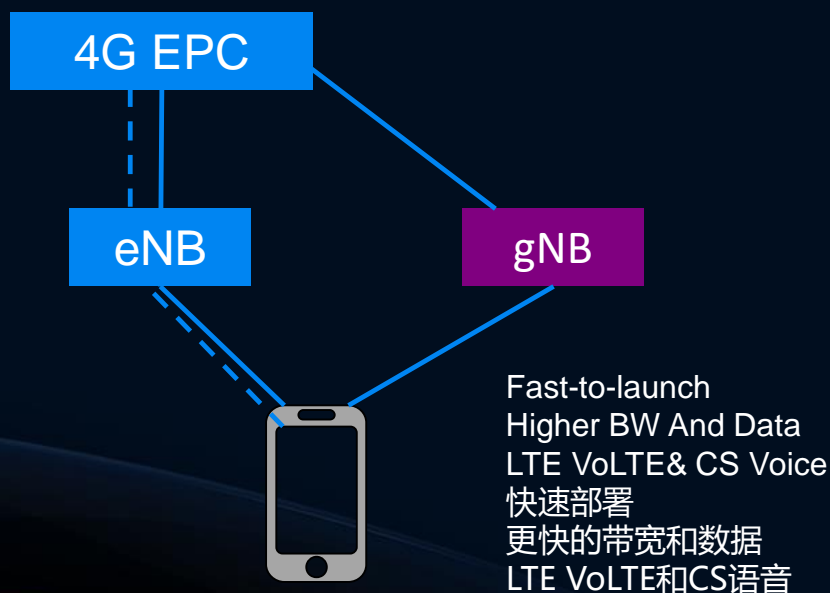 4G EPC
eNB
gNB
Fast-to-launch
Higher BW And Data
LTE VoLTE& CS Voice
快速部署
更快的带宽和数据
LTE VoLTE和CS语音